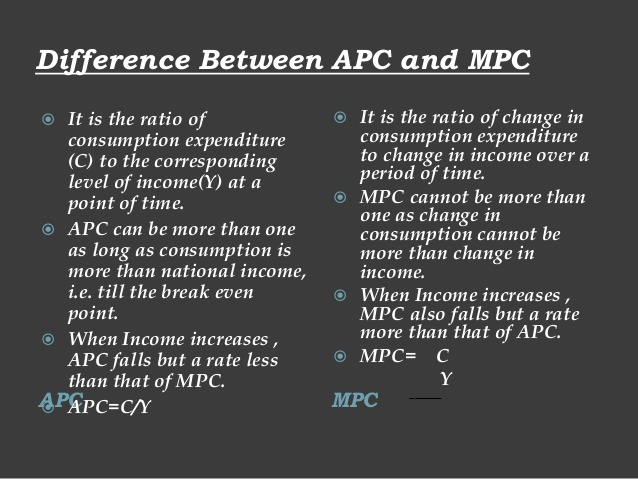 Difference Between APC and MPC
It is the ratio of
consumption expenditure
(C) to the corresponding
level of income(Y) at a
point of time.
APC can be more than one
as long as consumption is
more than national income,
i.e. till the break even
point.
When Income increases ,
APC falls but a rate less
than that of MPC.
APC=C/Y
APC
It is the ratio of change in
consumption expenditure
to change in income over a
period of time.
MPC cannot be more than
one as change in
consumption cannot be
more than change in
income.
When Income increases ,
MPC also falls but a rate
more than that of APC.
MPC= C
Y
MPC